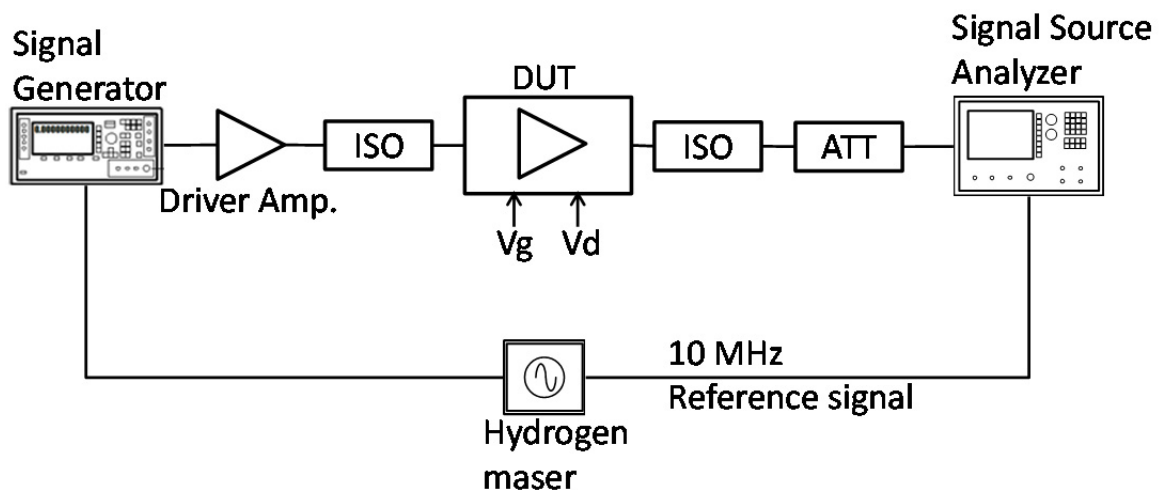 Signal
Generator
Driver Amp.
ISO
DUT
Vg
Vd
ISO
ATT
Signal Source
Analyzer
10 MHz
Reference signal
Hydrogen
maser